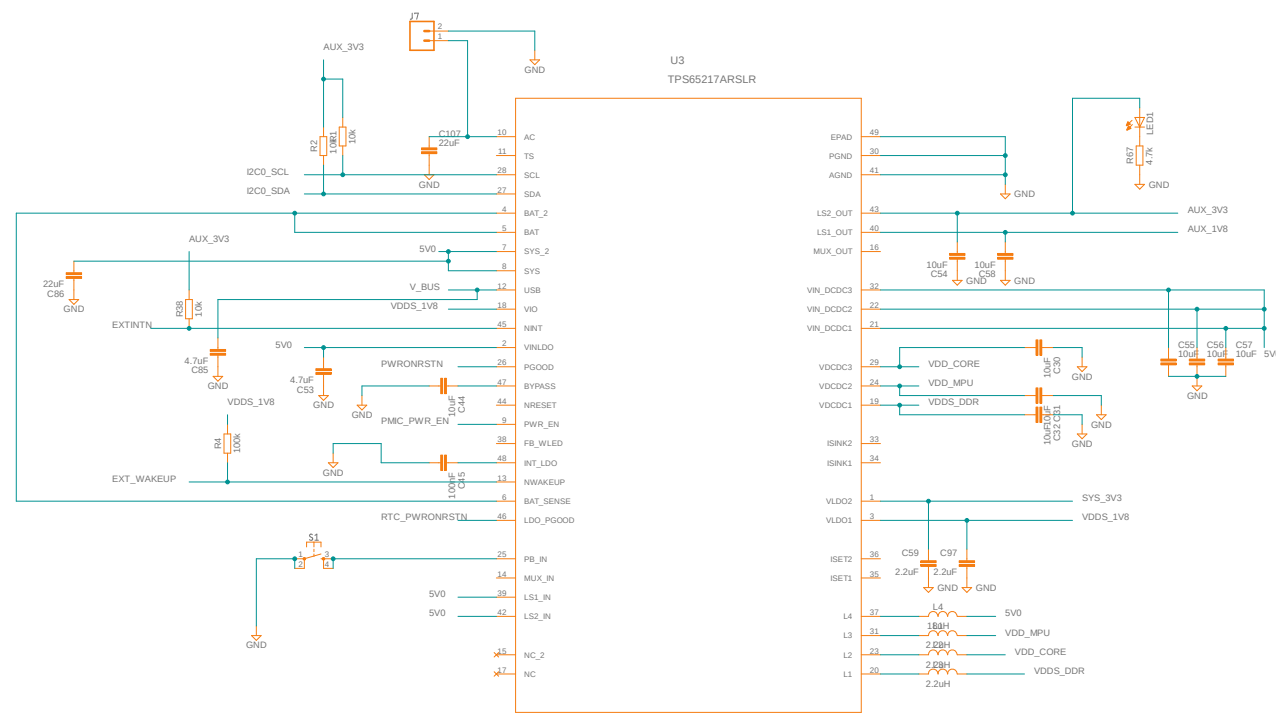 J7
2
1
GND
AUX_3V3
U3
TPS65217ARSLR
R2
10k
R1
10k
C107
22uF
GND
I2C0_SCL
I2C0_SDA
10 AC
11 TS
28 SCL
27 SDA
4 BAT_2
5 BAT
5V0
7 SYS_2
8 SYS
V_BUS
12 USB
VDDS_1V8
18 VIO
45 NINT
5V0
2 VINLDO
PWRONRSTN
26 PGOOD
47 BYPASS
44 NRESET
PMIC_PWR_EN
9 PWR_EN
38 FB_WLED
48 INT_LDO
13 NWAKEUP
6 BAT_SENSE
RTC_PWRONRSTN
46 LDO_PGOOD
25 PB_IN
14 MUX_IN
5V0
39 LS1_IN
5V0
42 LS2_IN
15 NC_2
17 NC
22uF
C86
GND
AUX_3V3
R38
10k
EXTINTN
4.7uF
C85
GND
4.7uF
C53
GND
10uF
C44
GND
VDDS_1V8
R4
100k
GND
100nF
C45
EXT_WAKEUP
S1
1
2
3
4
GND
EPAD 49
PGND 30
AGND 41
GND
LS2_OUT 43
LS1_OUT 40
MUX_OUT 16
VIN_DCDC3 32
VIN_DCDC2 22
VIN_DCDC1 21
VDCDC3 29
VDCDC2 24
VDCDC1 19
ISINK2 33
ISINK1 34
VLDO2 1
VLDO1 3
ISET2 36
ISET1 35
L4 37
L3 31
L2 23
L1 20
LED1
R67
4.7k
GND
AUX_3V3
AUX_1V8
10uF
C54
GND
10uF
C58
GND
C55
10uF
C56
10uF
C57
10uF
5V0
GND
VDD_CORE
10uF
C30
GND
VDD_MPU
10uF
C31
GND
VDDS_DDR
10uF
C32
GND
SYS_3V3
VDDS_1V8
C59
2.2uF
GND
C97
2.2uF
GND
L4
5V0
VDD_MPU
VDD_CORE
VDDS_DDR
2.2uH